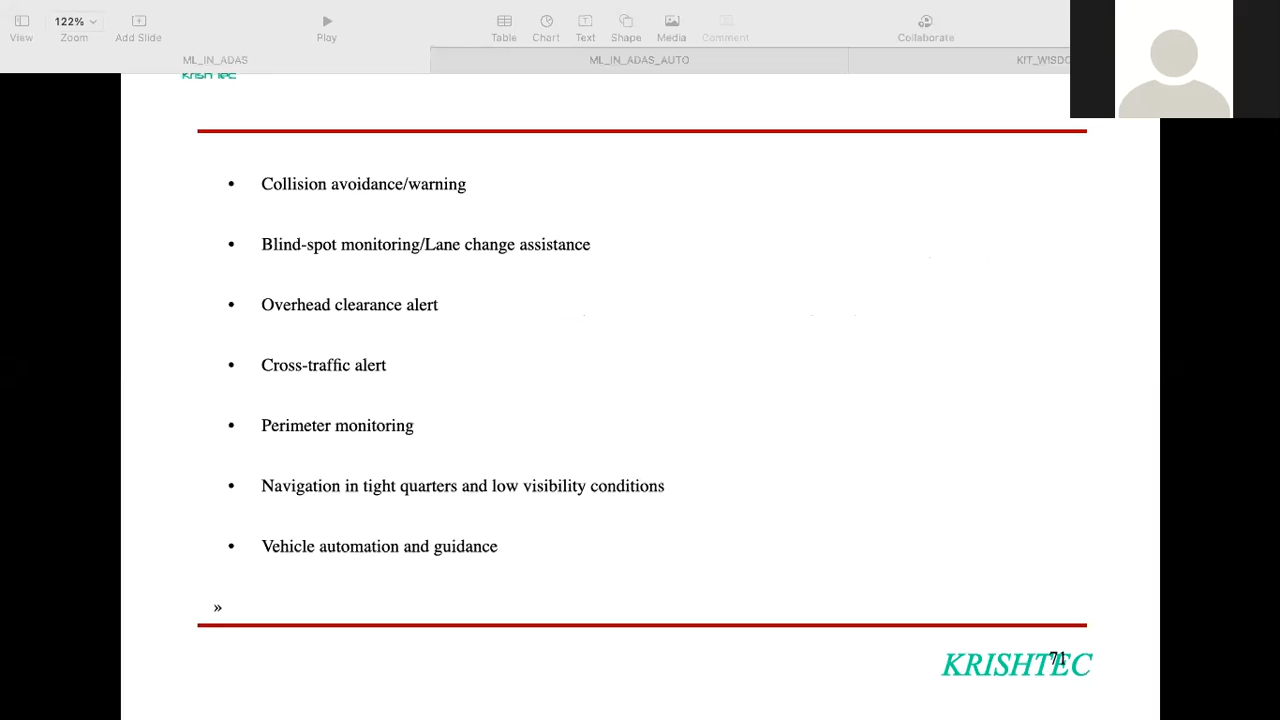 122%
View
Zoom
Add Slide
Play
Table
Chart
Text
Shape
Media
Comment
Collaborate
ML_IN_ADAS
ML_IN_ADAS_AUTO
KIT_WISDO
• Collision avoidance/warning
• Blind-spot monitoring/Lane change assistance
• Overhead clearance alert
• Cross-traffic alert
• Perimeter monitoring
• Navigation in tight quarters and low visibility conditions
• Vehicle automation and guidance
»
KRISHTEC
71